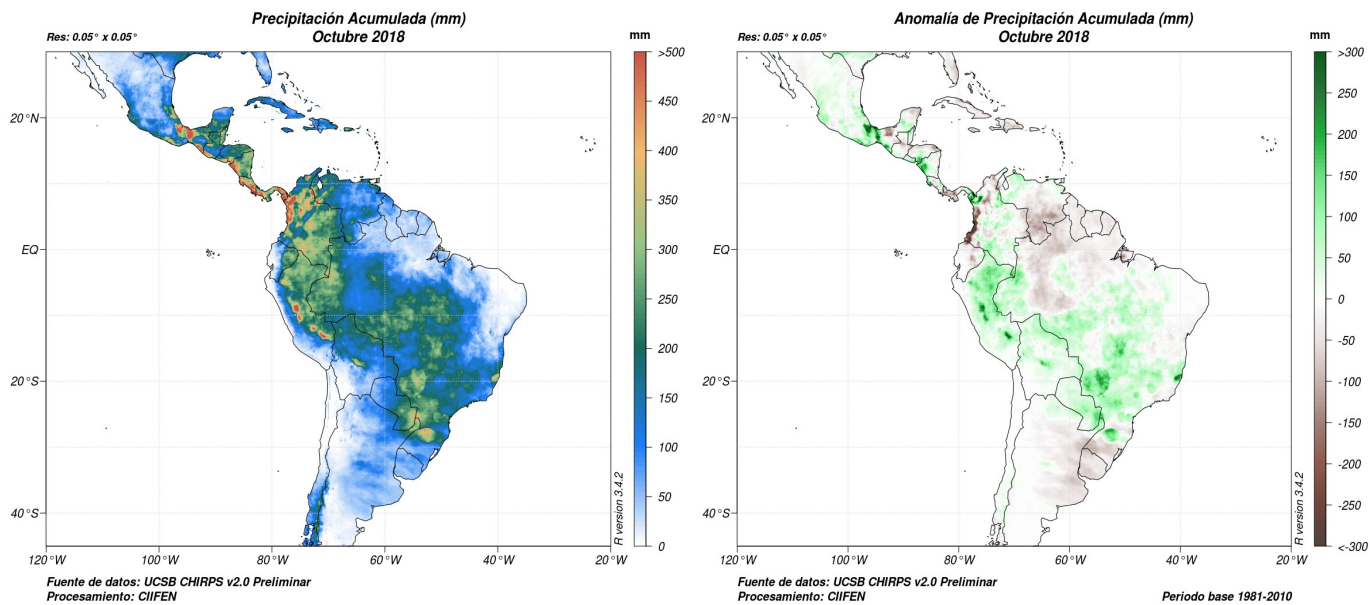 Precipitación Acumulada (mm)
Octubre 2018
Res: 0.05° x 0.05°
mm
>500
450
400
350
300
250
200
150
100
50
0
20°N
EQ
20°S
40°S
120°W
100°W
80°W
60°W
40°W
20°W
R version 3.4.2
Fuente de datos: UCSB CHIRPS v2.0 Preliminar
Procesamiento: CIIFEN
Anomalía de Precipitación Acumulada (mm)
Octubre 2018
Res: 0.05° x 0.05°
mm
>300
250
200
150
100
50
0
-50
-100
-150
-200
-250
<-300
20°N
EQ
20°S
40°S
120°W
100°W
80°W
60°W
40°W
20°W
R version 3.4.2
Fuente de datos: UCSB CHIRPS v2.0 Preliminar
Procesamiento: CIIFEN
Periodo base 1981-2010